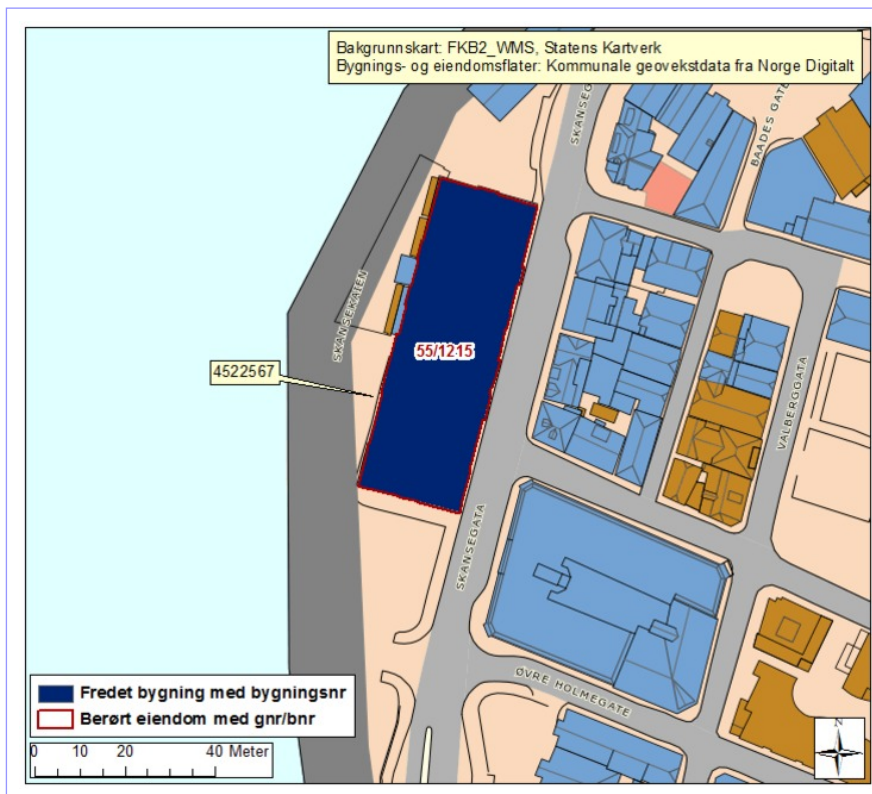 Bakgrunnskart: FKB2_WMS, Statens Kartverk
Bygnings- og eiendomsflater: Kommunale geovekstdata fra Norge Digitalt
SKANSEG
BAADES GATE
SKANSEKAIEN
55/1215
4522567
VALBERGGATA
SKANSEGATA
ØVRE HOLMEGATE
Fredet bygning med bygningsnr
Berørt eiendom med gnr/bnr
0 10 20 40 Meter
N